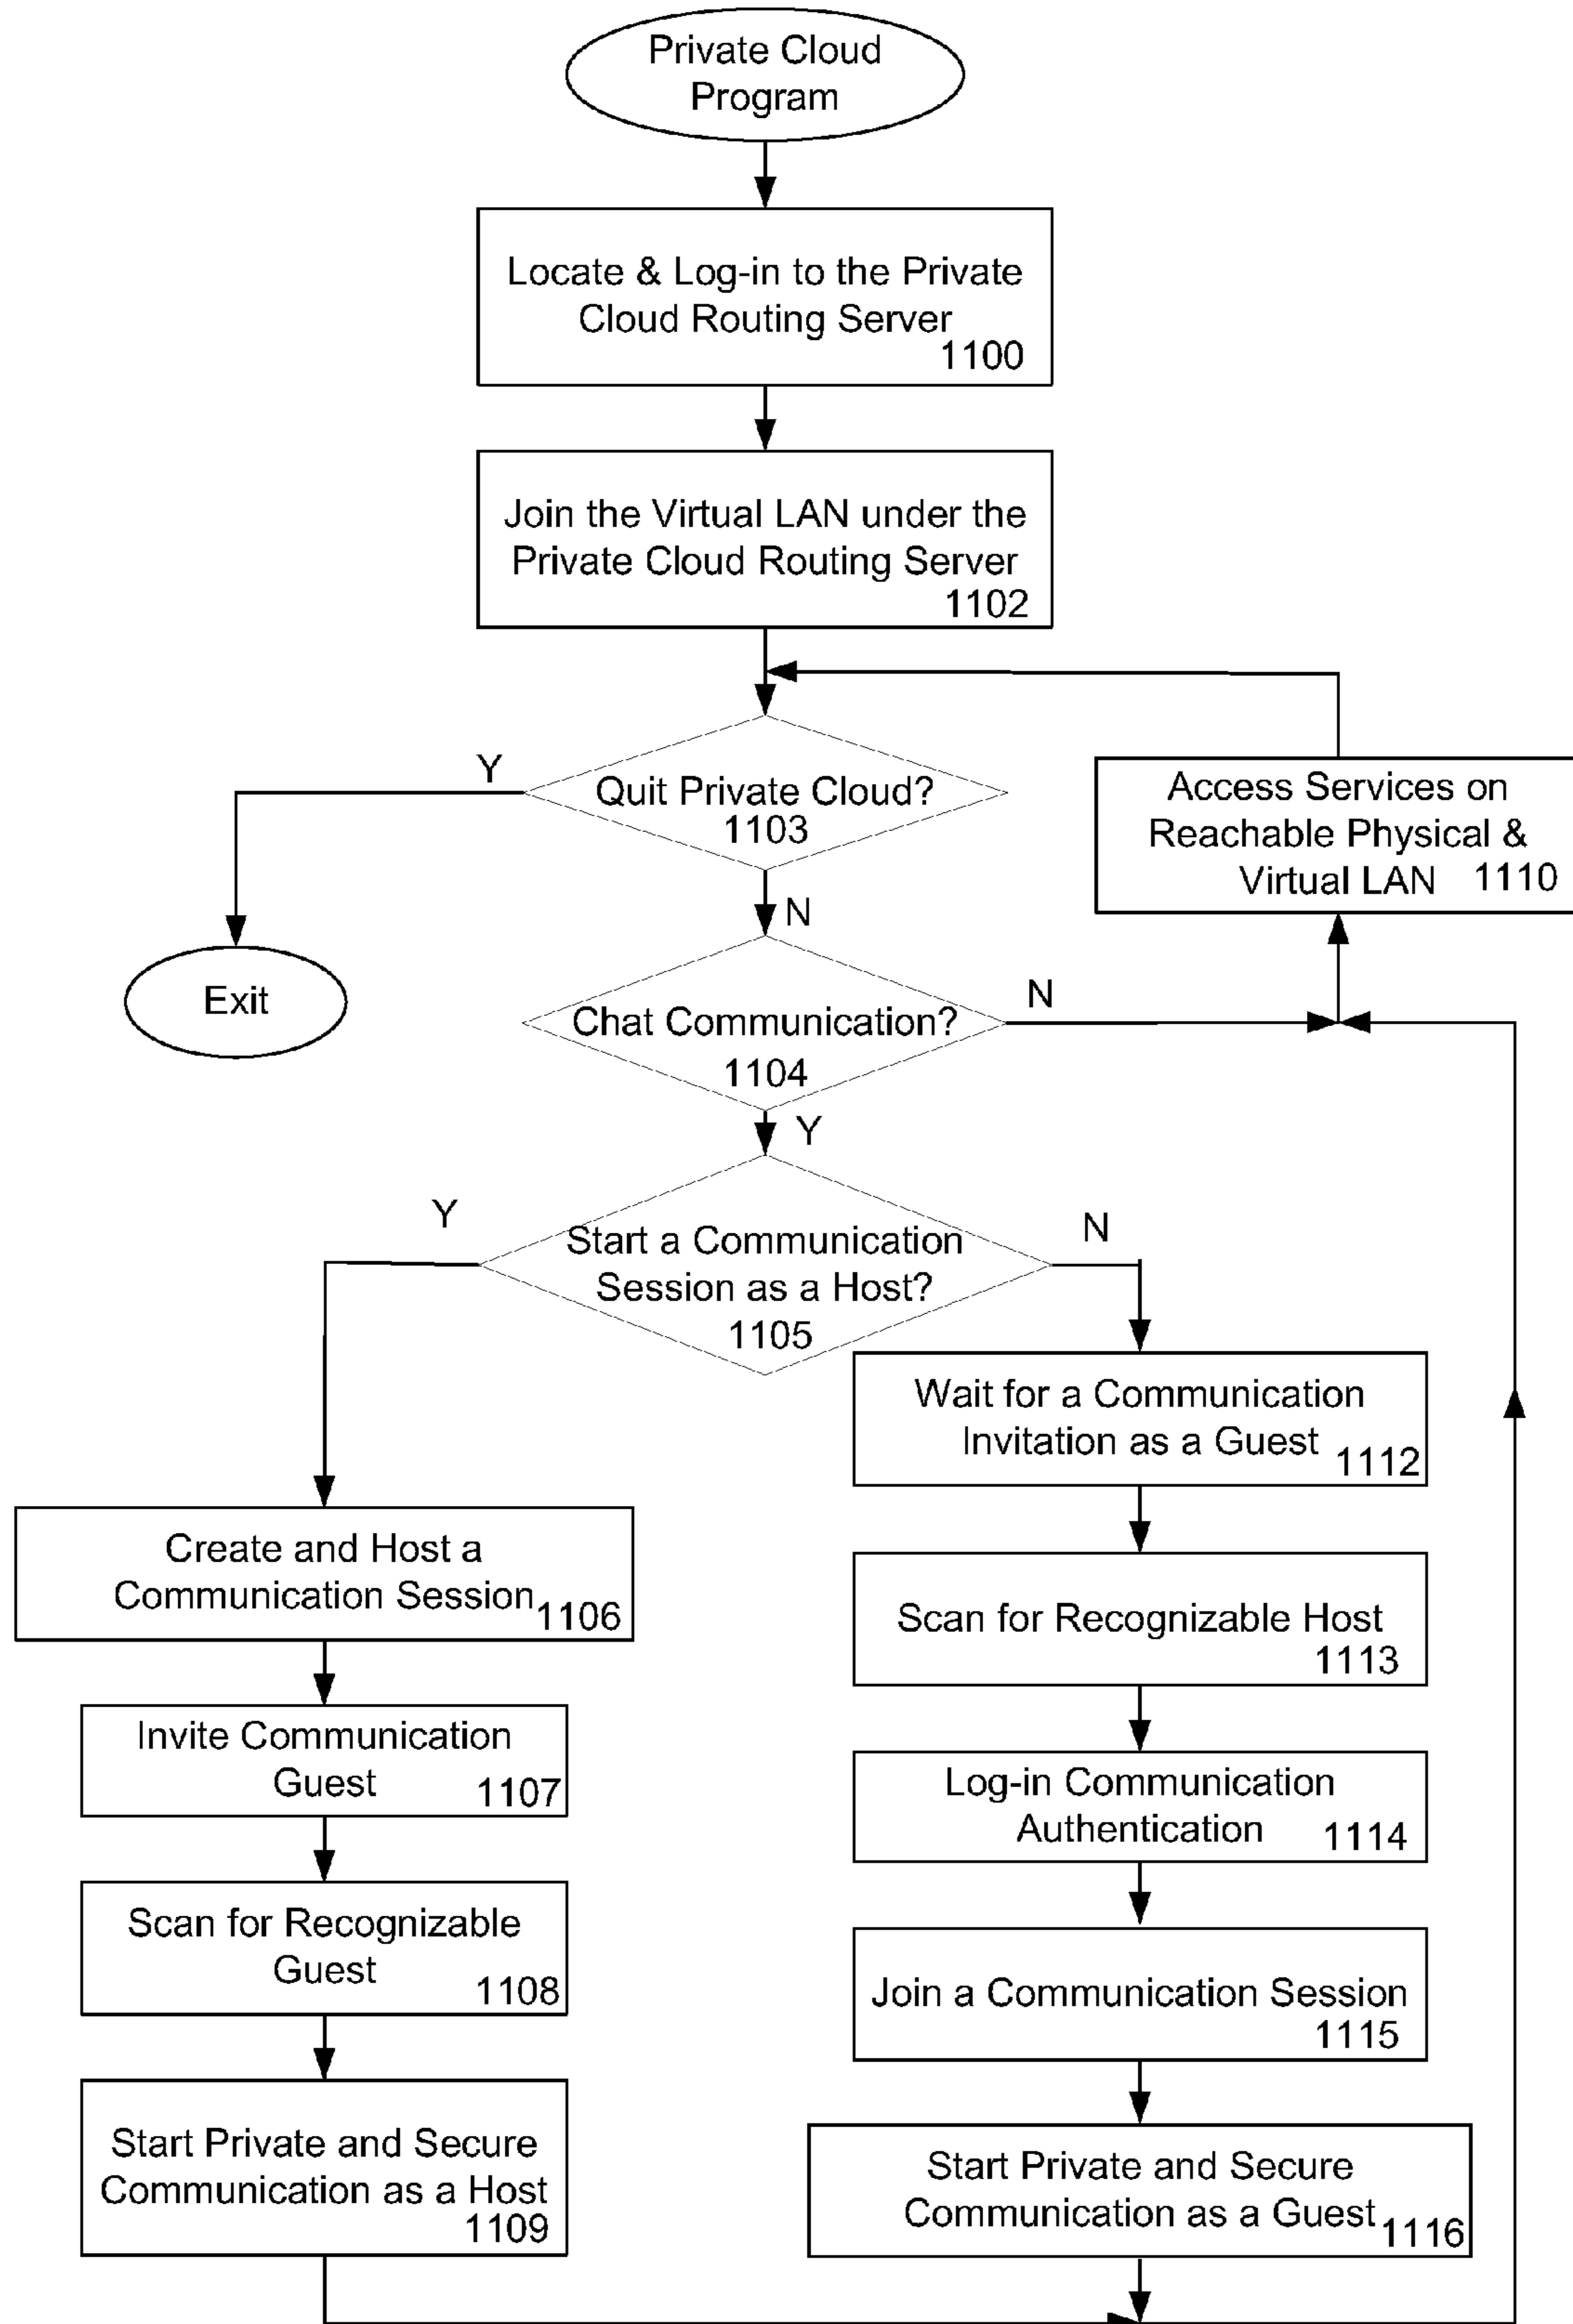 Private Cloud
Program
Locate & Log-in to the Private
Cloud Routing Server
1100
Join the Virtual LAN under the
Private Cloud Routing Server
1102
Y
Quit Private Cloud?
1103
N
Access Services on
Reachable Physical &
Virtual LAN 1110
Exit
Chat Communication?
1104
N
Y
Y
Start a Communication
Session as a Host?
1105
N
Wait for a Communication
Invitation as a Guest 1112
Scan for Recognizable Host
1113
Log-in Communication
Authentication 1114
Join a Communication Session
1115
Start Private and Secure
Communication as a Guest 1116
Create and Host a
Communication Session 1106
Invite Communication
Guest 1107
Scan for Recognizable
Guest 1108
Start Private and Secure
Communication as a Host
1109